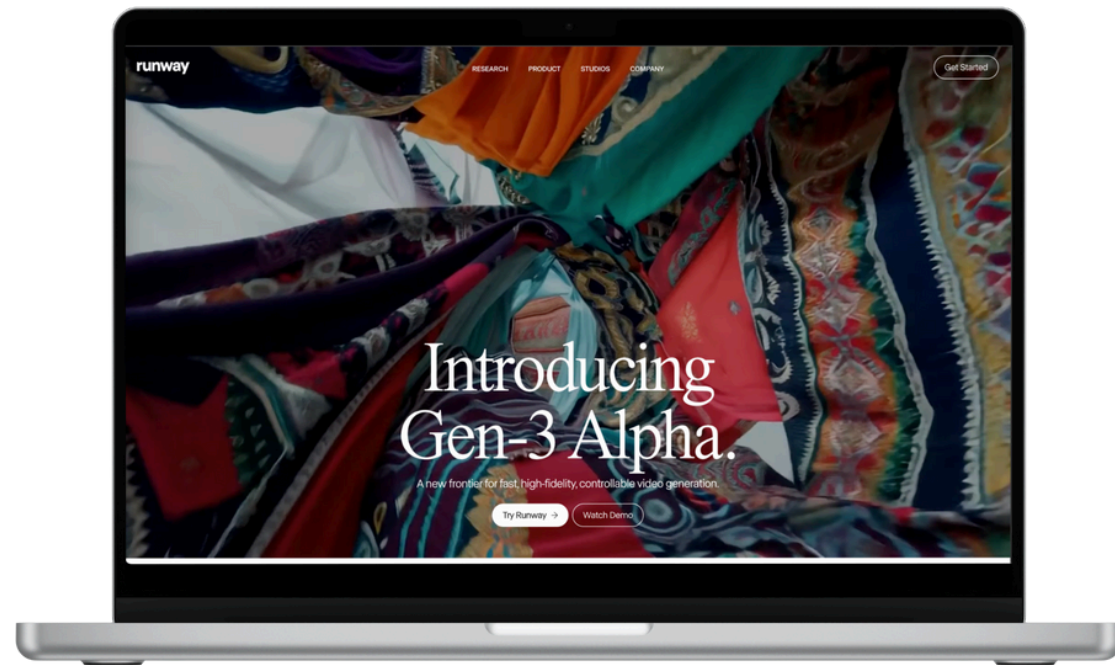 runway
RESEARCH PRODUCT STUDIOS COMPANY
Get Started
Introducing
Gen-3 Alpha.
A new frontier for fast, high-fidelity, controllable video generation.
Try Runway →
Watch Demo